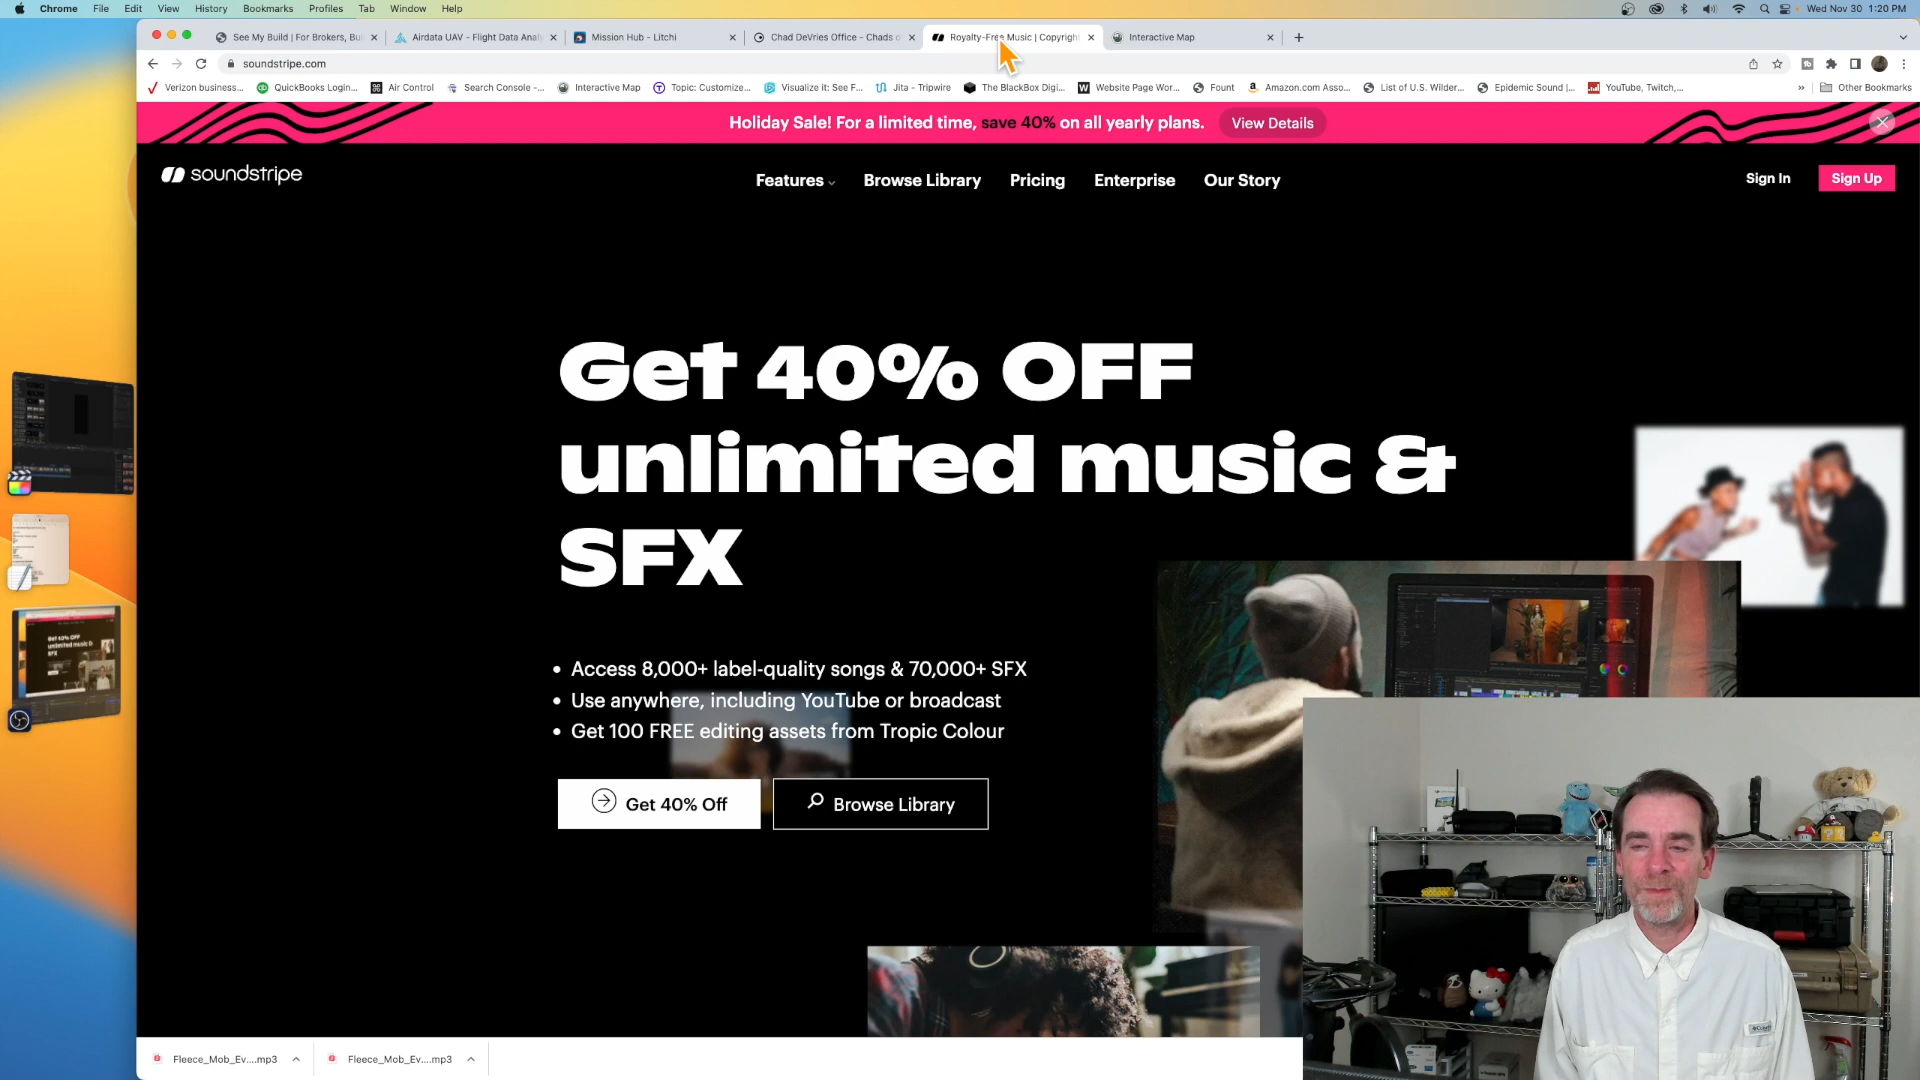 Chrome File Edit View History Bookmarks Profiles Tab Window Help
Wed Nov 30 1:20 PM
See My Build | For Brokers, Bui
Airdata UAV - Flight Data Analy
Mission Hub - Litchi
Chad DeVries Office - Chads o
Royalty-Free Music | Copyright
Interactive Map
soundstripe.com
Verizon business...
QuickBooks Login...
Air Control
Search Console -...
Interactive Map
Topic: Customize...
Visualize it: See F...
Jita - Tripwire
The BlackBox Digi...
Website Page Wor...
Fount
Amazon.com Asso...
List of U.S. Wilder...
Epidemic Sound |...
YouTube, Twitch,...
»
Other Bookmarks
Holiday Sale! For a limited time, save 40% on all yearly plans. View Details
soundstripe
Features Browse Library Pricing Enterprise Our Story
Sign In Sign Up
Get 40% OFF
unlimited music &
SFX
• Access 8,000+ label-quality songs & 70,000+ SFX
• Use anywhere, including YouTube or broadcast
• Get 100 FREE editing assets from Tropic Colour
Get 40% Off
Browse Library
Fleece_Mob_Ev....mp3
Fleece_Mob_Ev....mp3